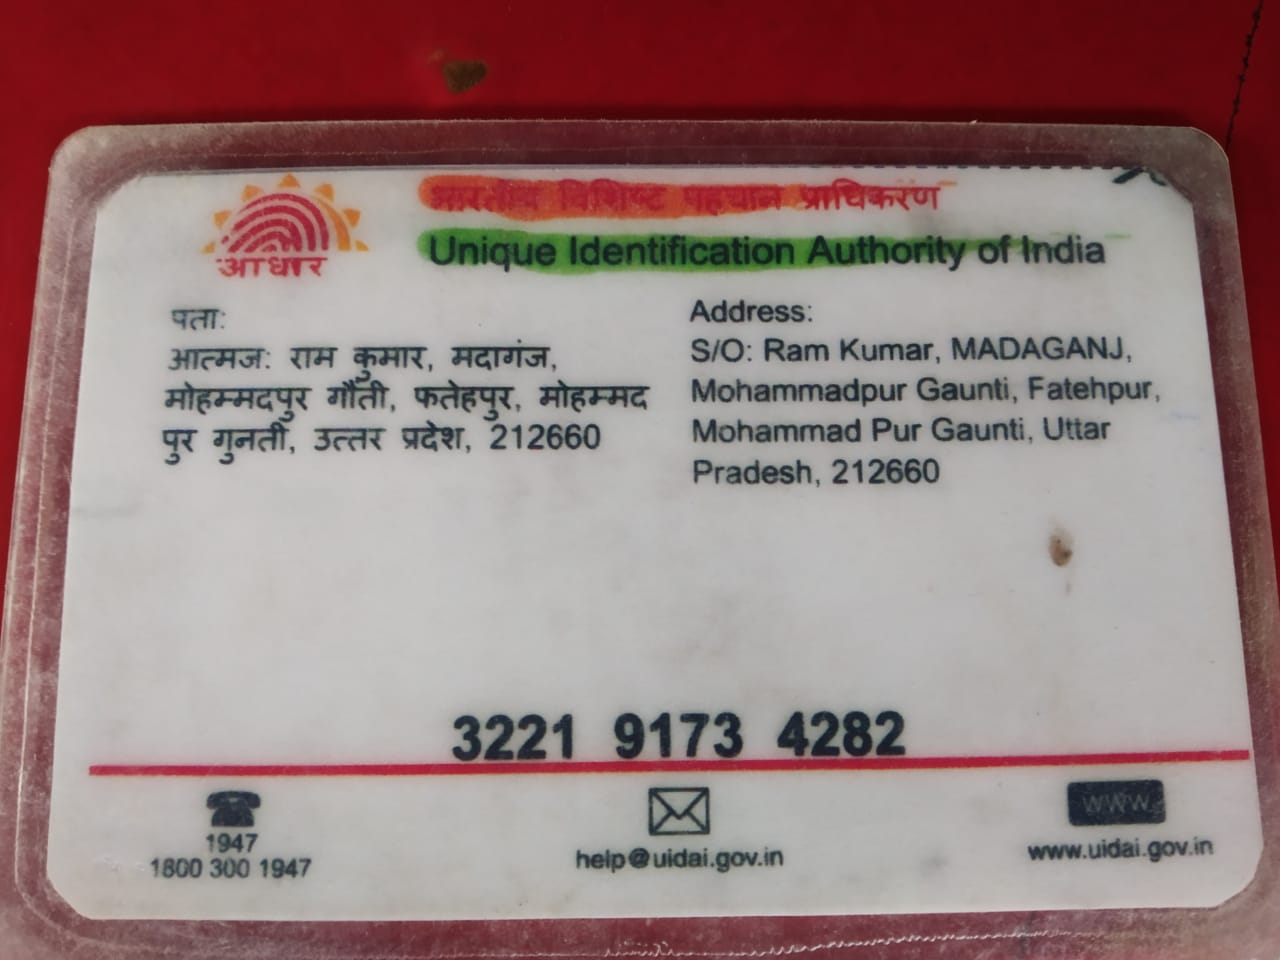 आधार
भारतीय विशिष्ट पहचान प्राधिकरण
Unique Identification Authority of India
पता:
आत्मज: राम कुमार, मदागंज,
मोहम्मदपुर गौंती, फतेहपुर, मोहम्मद
पुर गुनती, उत्तर प्रदेश, 212660
Address:
S/O: Ram Kumar, MADAGANJ,
Mohammadpur Gaunti, Fatehpur,
Mohammad Pur Gaunti, Uttar
Pradesh, 212660
3221 9173 4282
1947
1800 300 1947
help@uidai.gov.in
www
www.uidai.gov.in